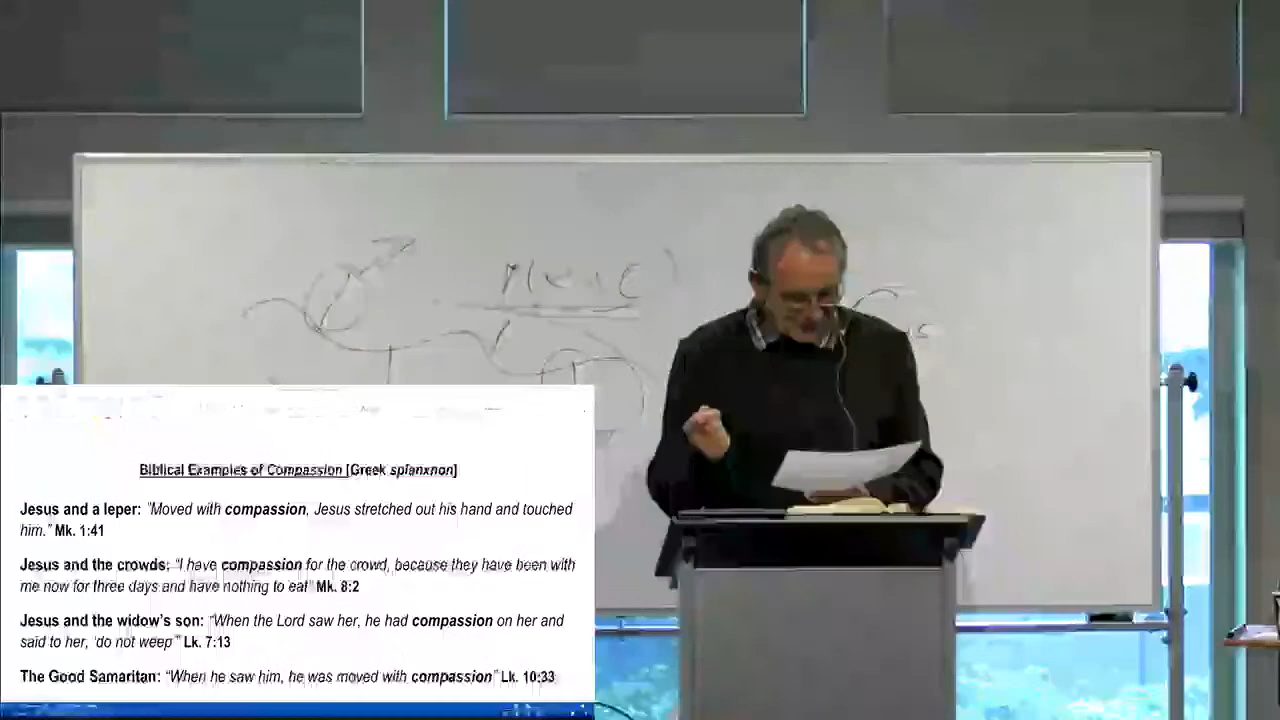 Biblical Examples of Compassion [Greek splanxnon]
Jesus and a leper: "Moved with compassion, Jesus stretched out his hand and touched
him." Mk. 1:41
Jesus and the crowds: "I have compassion for the crowd, because they have been with
me now for three days and have nothing to eat" Mk. 8:2
Jesus and the widow's son: "When the Lord saw her, he had compassion on her and
said to her, 'do not weep'" Lk. 7:13
The Good Samaritan: "When he saw him, he was moved with compassion" Lk. 10:33